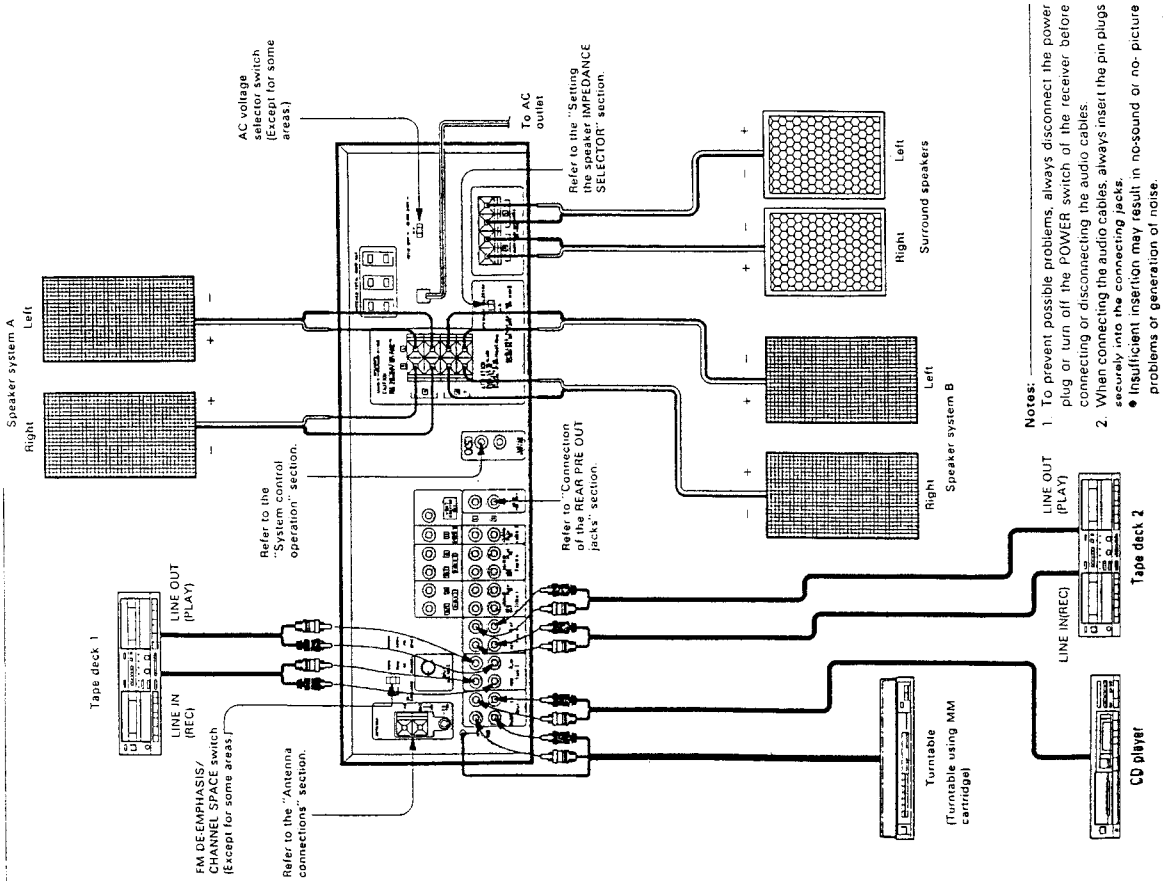 Speaker system A
Right
Left
+
−
+
−
Tape deck 1
LINE OUT
(PLAY)
LINE IN
(REC)
FM DE-EMPHASIS/
CHANNEL SPACE switch
(Except for some areas.)
Refer to the "Antenna
connections" section.
Refer to the
"System control
operation" section.
AC voltage
selector switch
(Except for some
areas.)
To AC
outlet
Refer to the "Setting
the speaker IMPEDANCE
SELECTOR" section.
Refer to "Connection
of the REAR PRE OUT
jacks" section.
+
−
−
+
Left
Right
Surround speakers
−
+
+
−
Left
Right
Speaker system B
LINE OUT
(PLAY)
LINE IN(REC)
Tape deck 2
Turntable
(Turntable using MM
cartridge)
CD player
Notes:
1. To prevent possible problems, always disconnect the power
plug or turn off the POWER switch of the receiver before
connecting or disconnecting the audio cables.
2. When connecting the audio cables, always insert the pin plugs
securely into the connecting jacks.
• Insufficient insertion may result in no-sound or no- picture
problems or generation of noise.